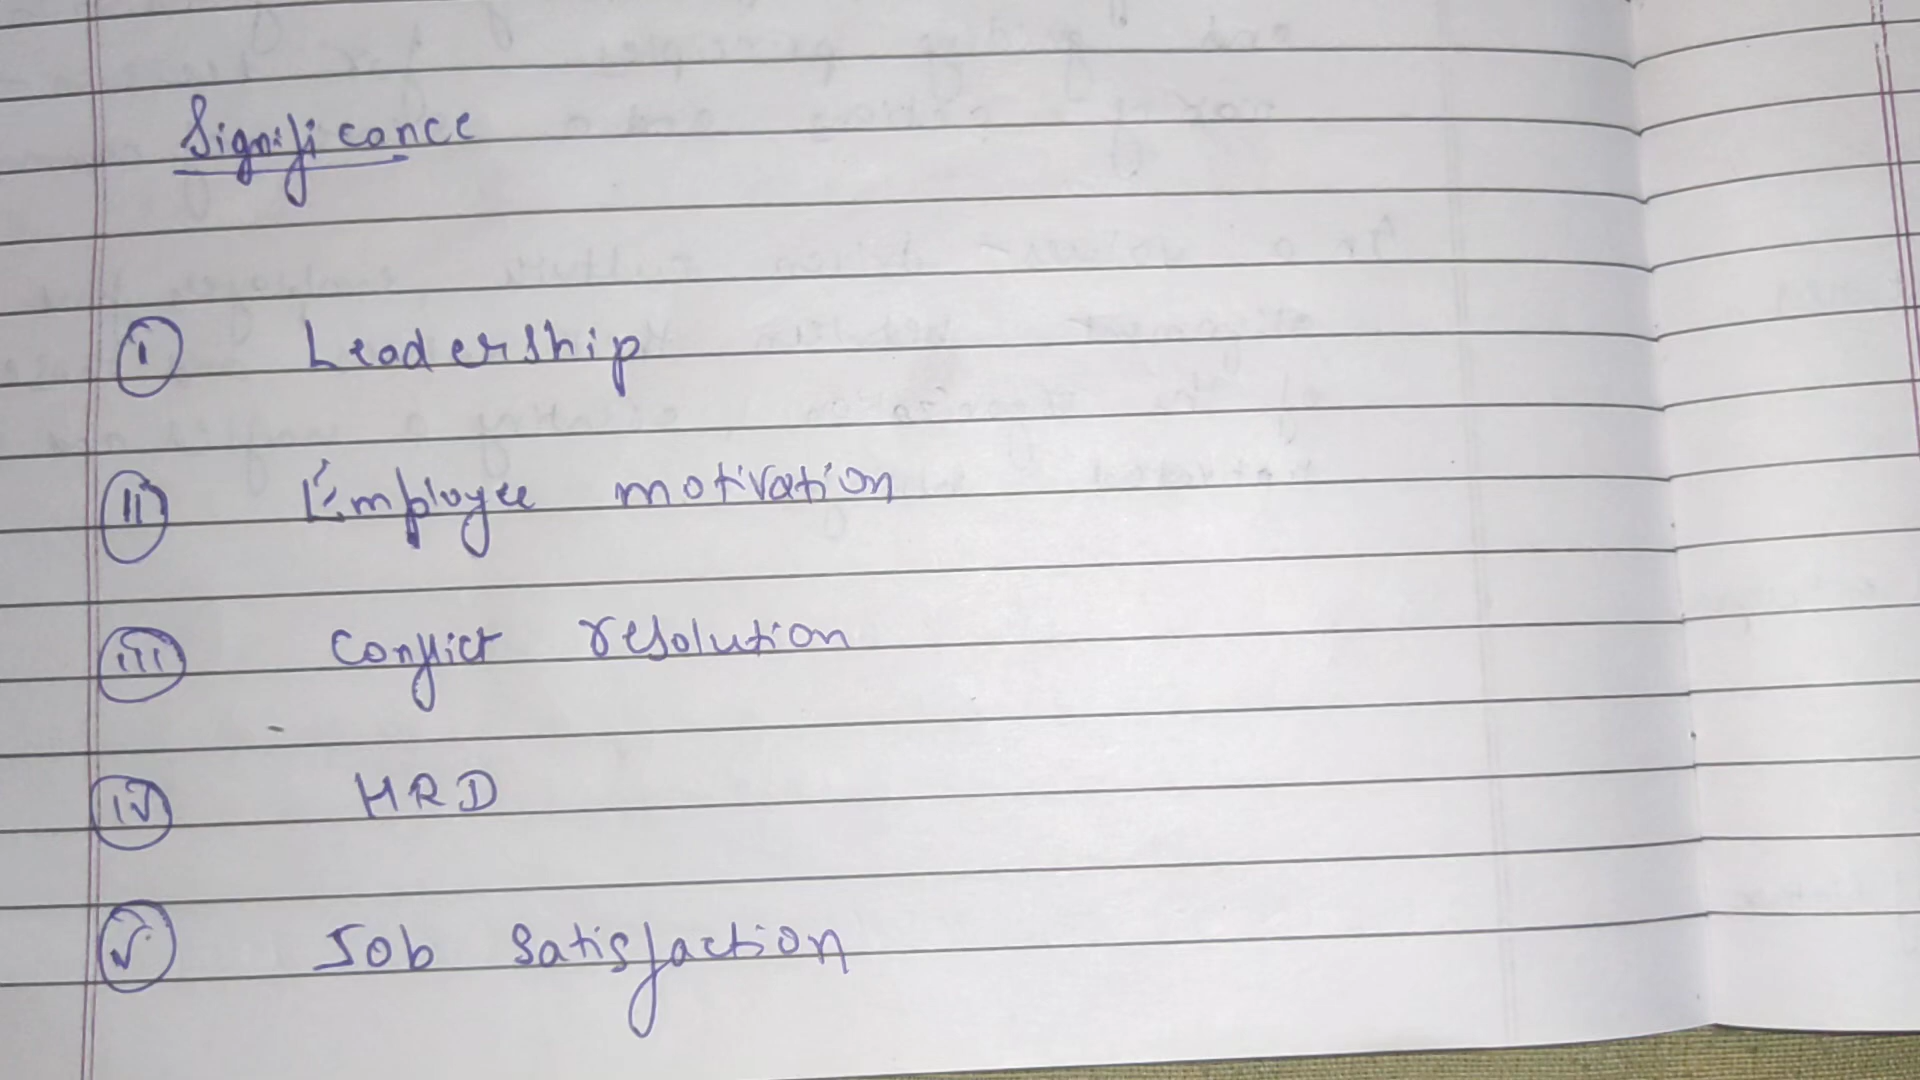 Significance
i Leadership
ii Employee motivation
iii Conflict resolution
iv HRD
v Job satisfaction